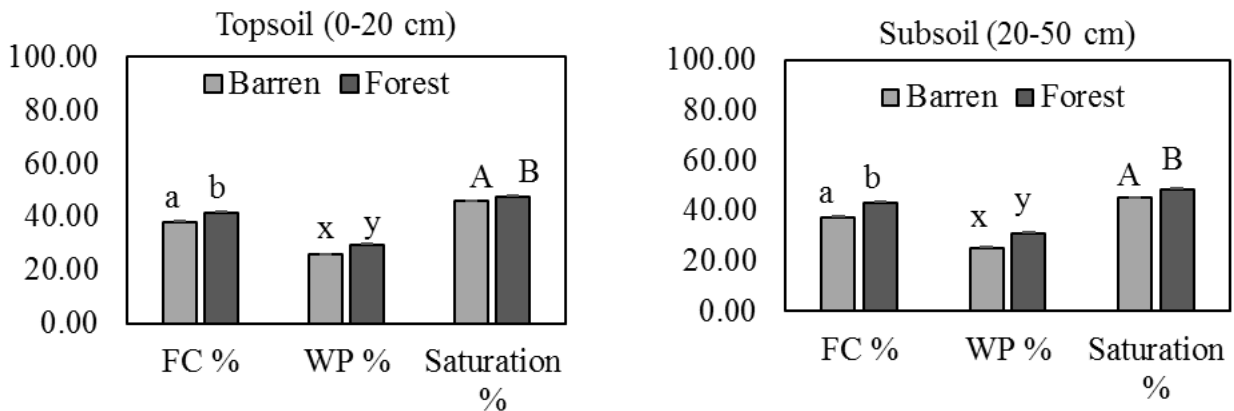 Topsoil (0-20 cm)
100.00
80.00
60.00
40.00
20.00
0.00
Barren Forest
a b
x y
A B
FC % WP % Saturation
%
Subsoil (20-50 cm)
100.00
80.00
60.00
40.00
20.00
0.00
Barren Forest
a b
x y
A B
FC % WP % Saturation
%